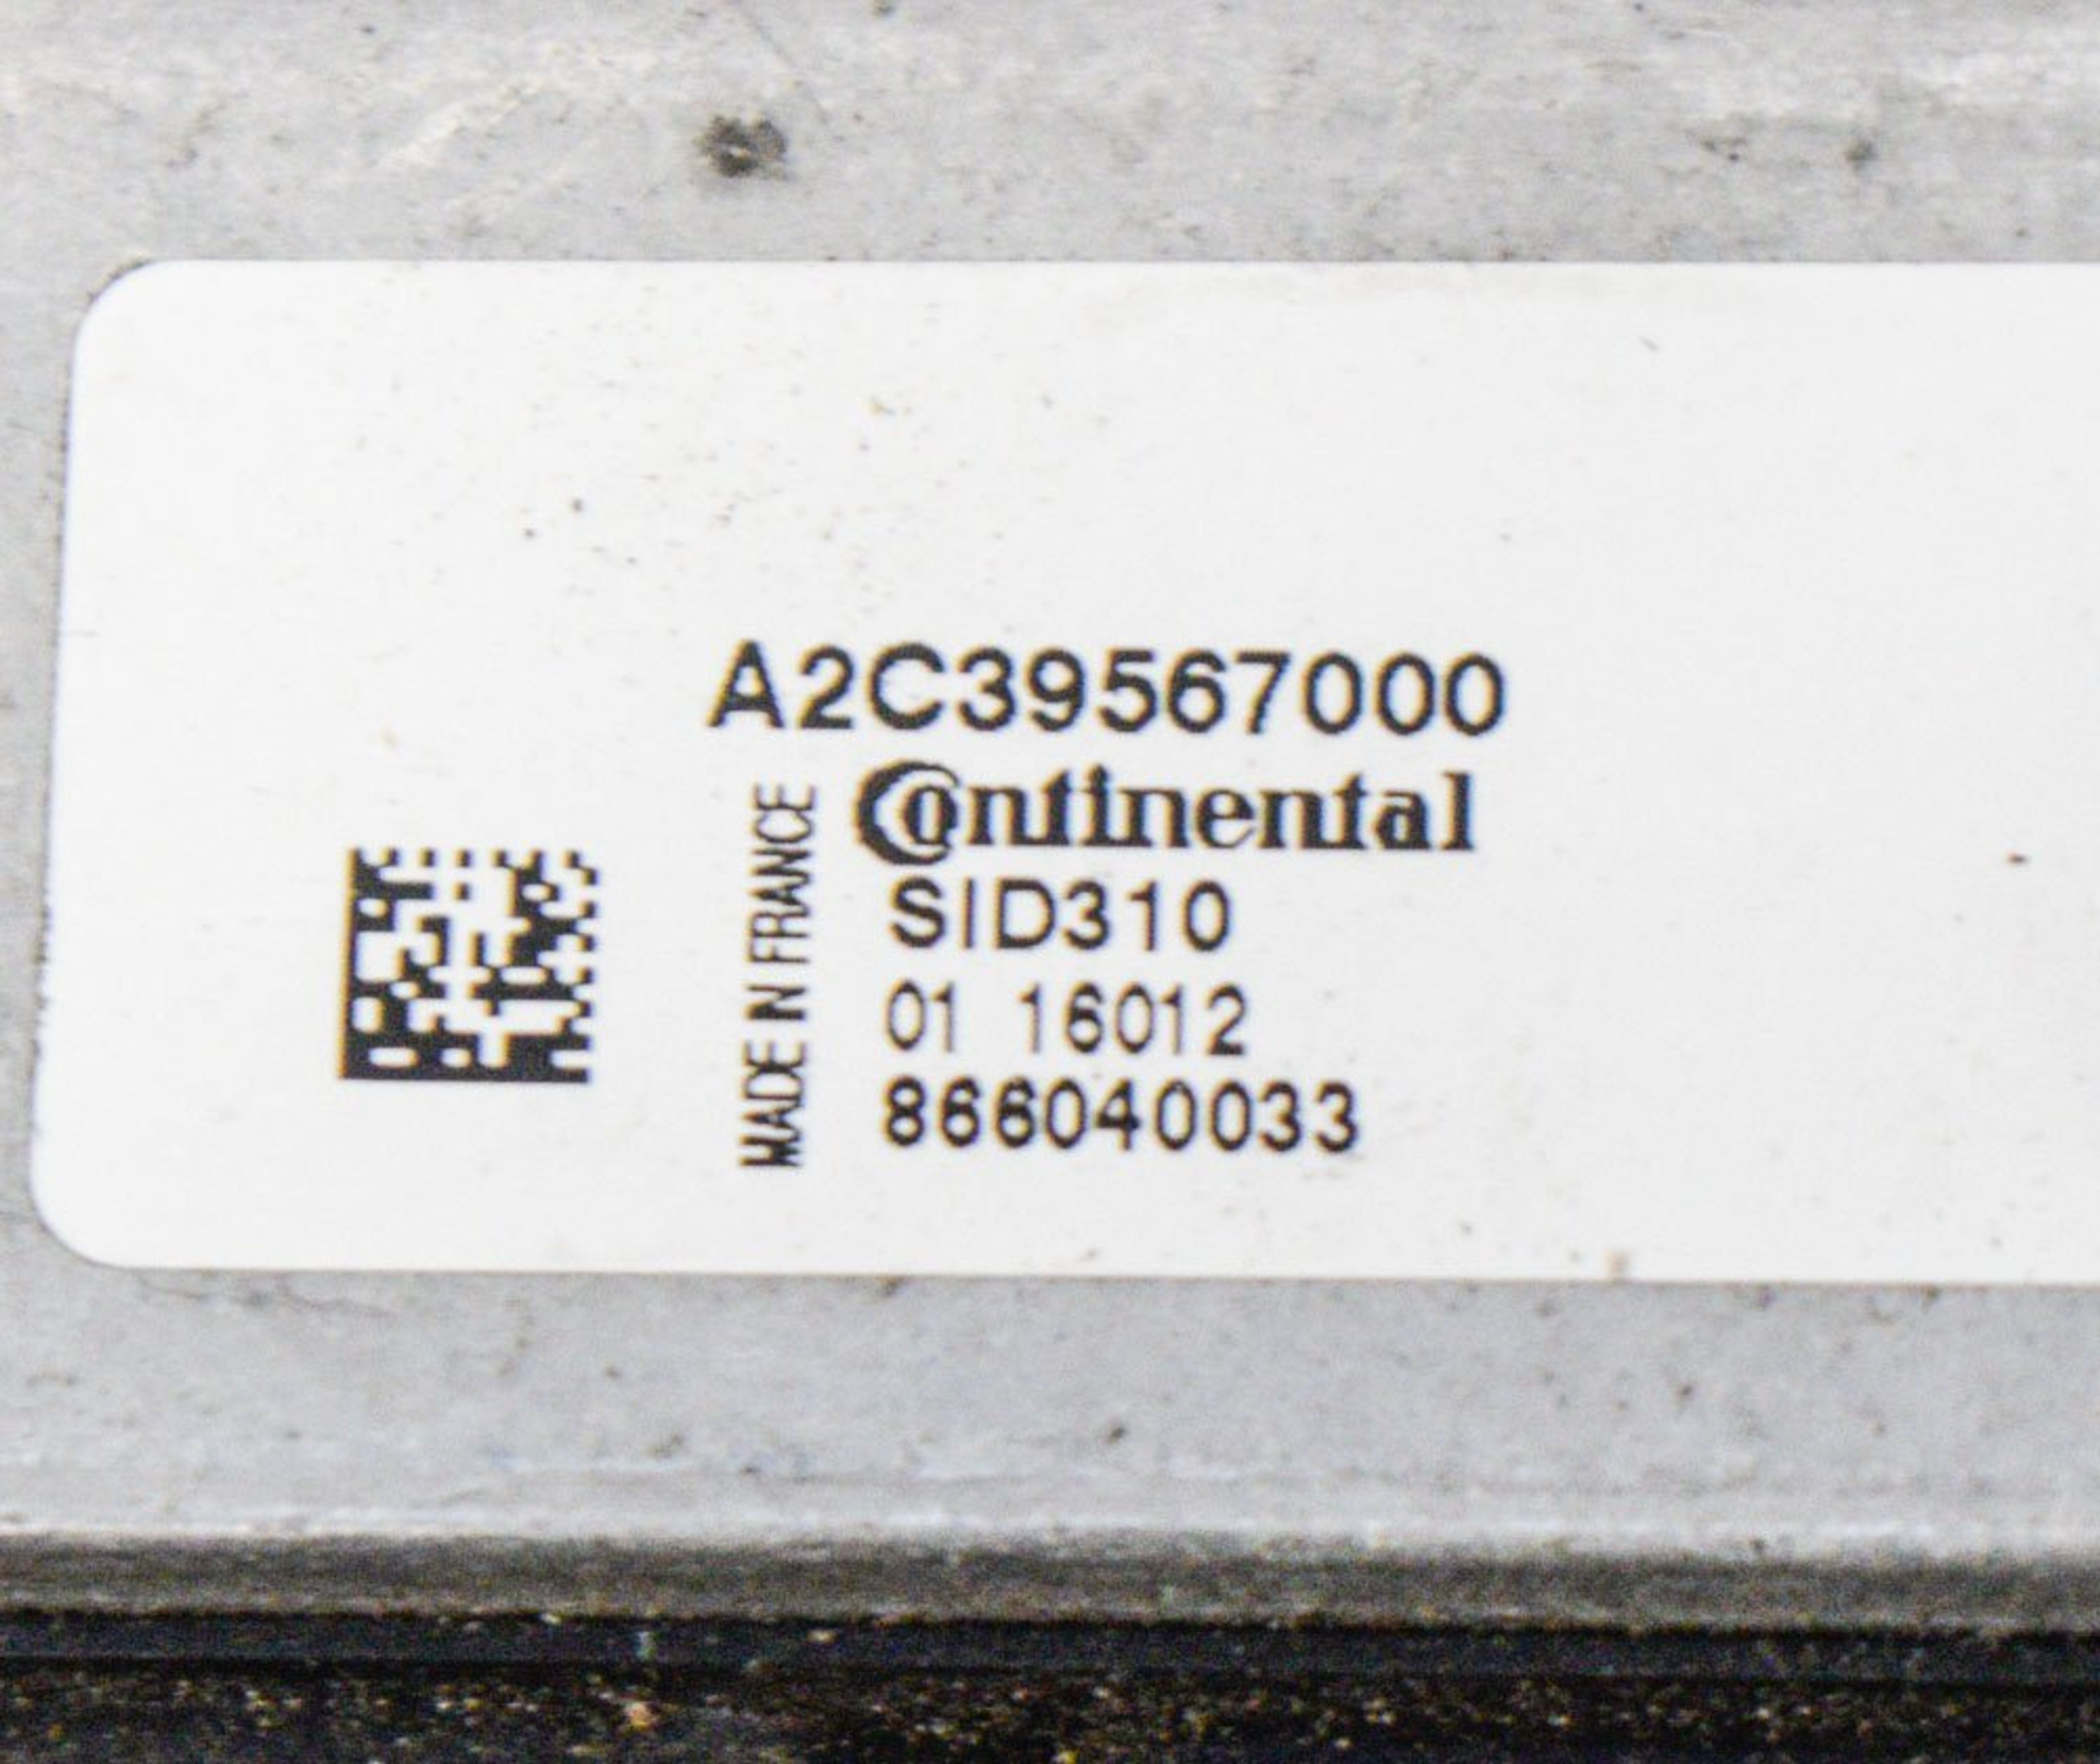 A2C39567000
MADE IN FRANCE
Continental
SID310
01 16012
866040033